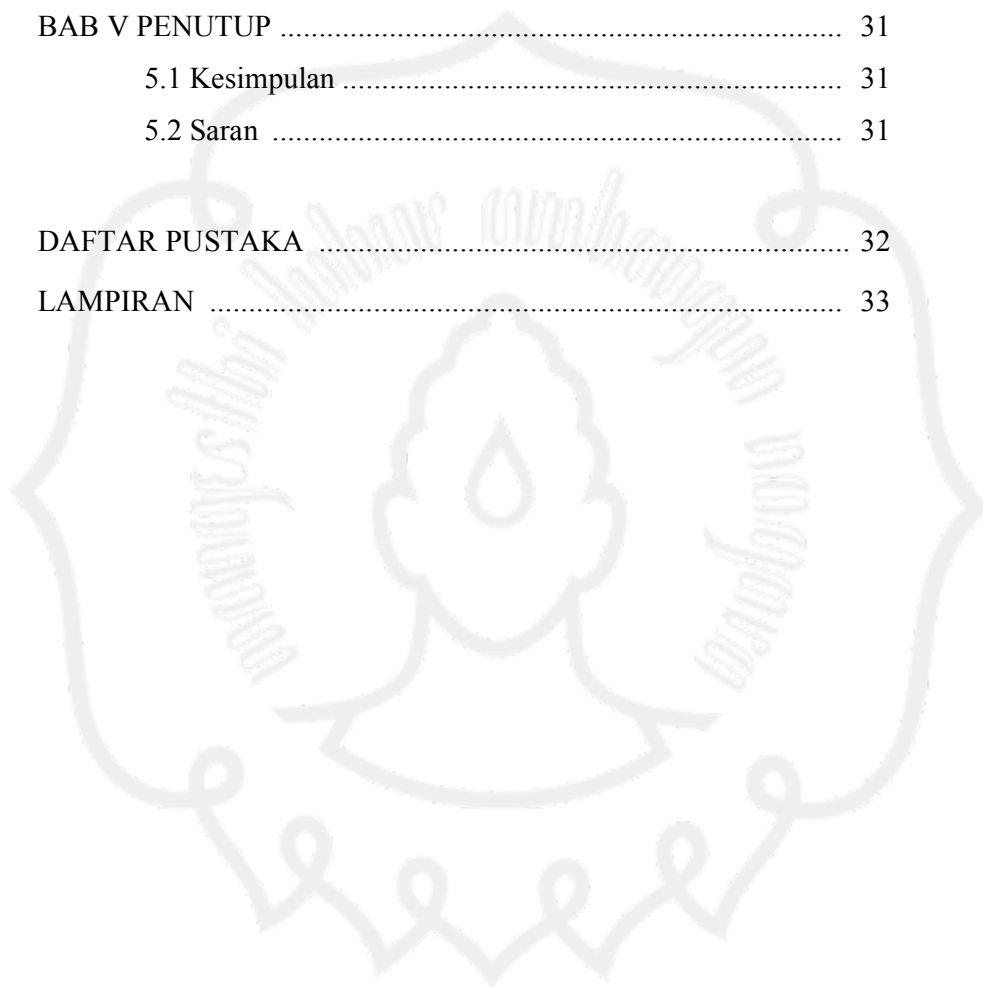 BAB V PENUTUP ........................................................................... 31
5.1 Kesimpulan ................................................................... 31
5.2 Saran ............................................................................ 31
DAFTAR PUSTAKA ....................................................................... 32
LAMPIRAN .................................................................................... 33